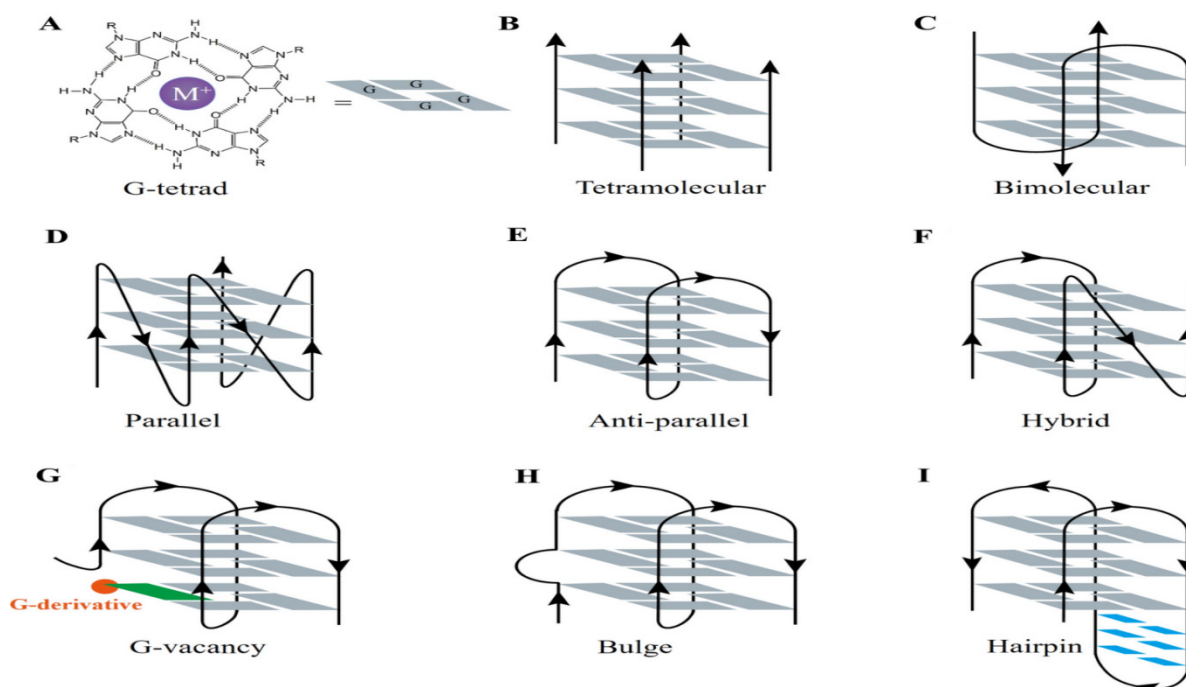 A
B
C
R
N
N
N
N
H
N
H
H
R
N
N
H
O
O
H
N
N
N
M+
N
H
H
N
H
H
N
N
O
H
H
N
N
O
N
H
N
N
R
N
H
H
N
N
N
R
=
G
G
G
G
G-tetrad
Tetramolecular
Bimolecular
D
E
F
Parallel
Anti-parallel
Hybrid
G
H
I
G-derivative
G-vacancy
Bulge
Hairpin